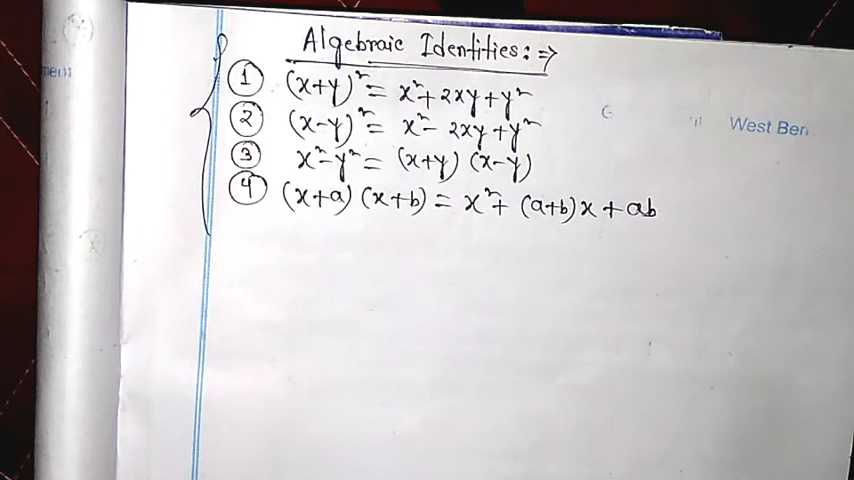 Algebraic Identities:⇒
① (x+y)² = x²+2xy+y²
② (x-y)² = x²-2xy+y²
③ x²-y² = (x+y)(x-y)
④ (x+a)(x+b) = x²+(a+b)x+ab
West Ben